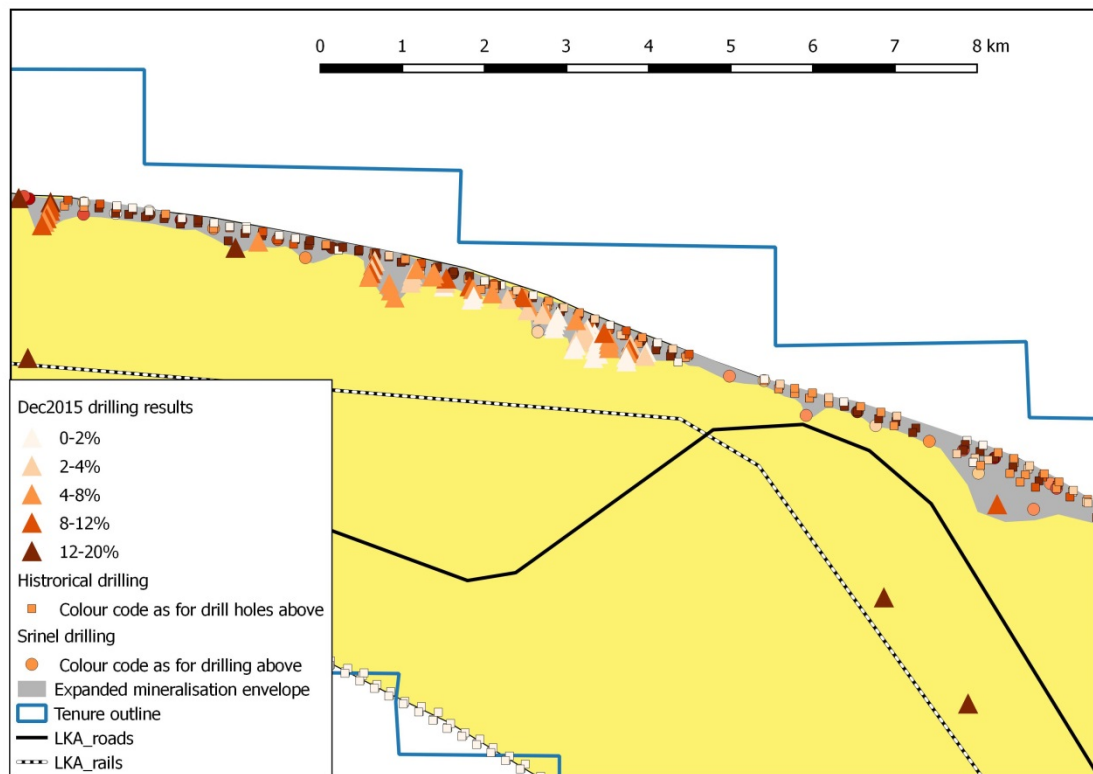 0 1 2 3 4 5 6 7 8 km
Dec2015 drilling results
0-2%
2-4%
4-8%
8-12%
12-20%
Histrorical drilling
Colour code as for drill holes above
Srinel drilling
Colour code as for drilling above
Expanded mineralisation envelope
Tenure outline
LKA_roads
LKA_rails